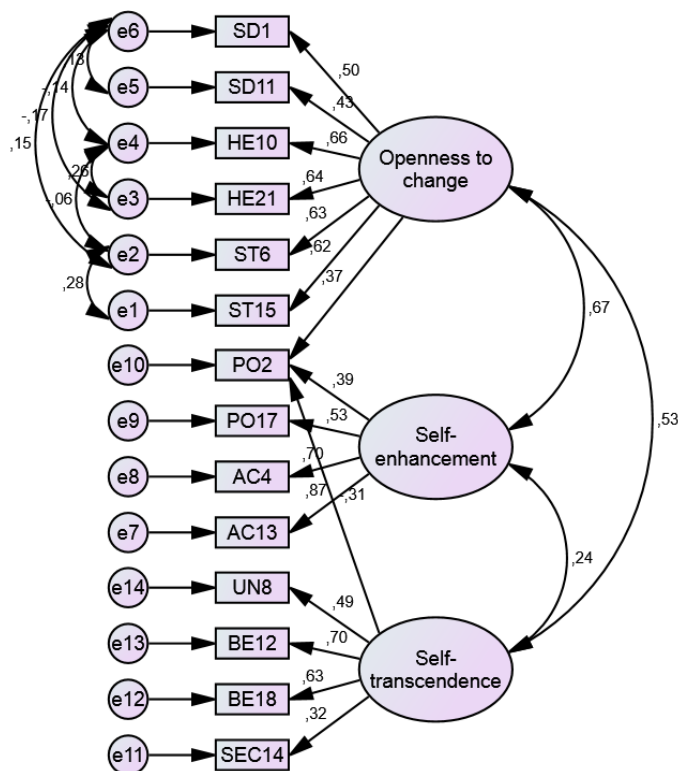 e6
SD1
,13
,50
e5
SD11
-,14
,43
-,17
,15
e4
HE10
,66
Openness to
change
,26
,64
e3
HE21
-,06
,63
e2
ST6
,62
,28
,37
e1
ST15
,67
e10
PO2
,39
,53
e9
PO17
,53
Self-
enhancement
,70
e8
AC4
,87
-,31
e7
AC13
,24
e14
UN8
,49
e13
BE12
,70
Self-
transcendence
,63
e12
BE18
,32
e11
SEC14